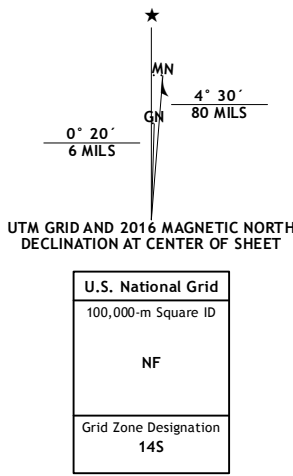 MN
4° 30´
80 MILS
GN
0° 20´
6 MILS
UTM GRID AND 2016 MAGNETIC NORTH
DECLINATION AT CENTER OF SHEET
U.S. National Grid
100,000-m Square ID
NF
Grid Zone Designation
14S